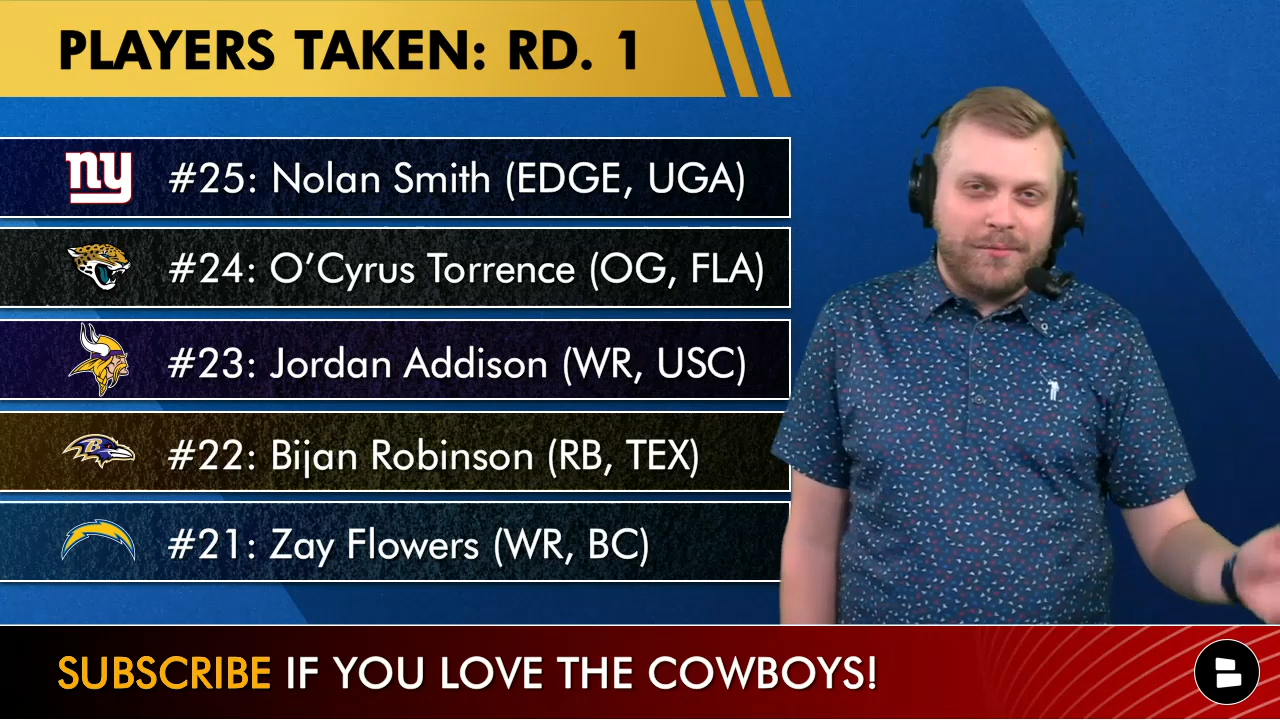 PLAYERS TAKEN: RD. 1
ny #25: Nolan Smith (EDGE, UGA)
#24: O’Cyrus Torrence (OG, FLA)
#23: Jordan Addison (WR, USC)
B #22: Bijan Robinson (RB, TEX)
#21: Zay Flowers (WR, BC)
SUBSCRIBE IF YOU LOVE THE COWBOYS!